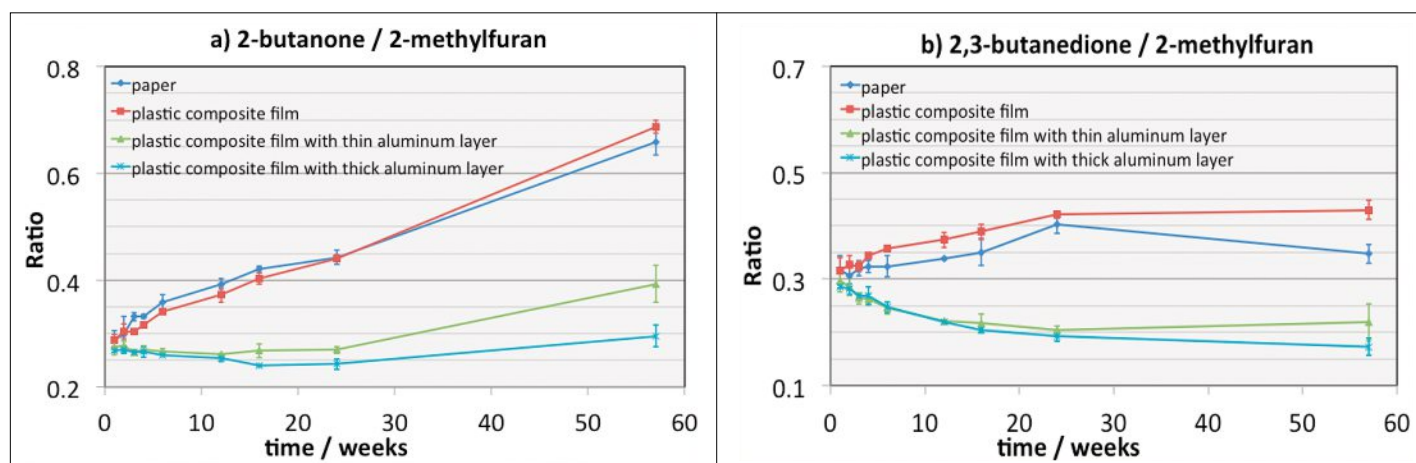 a) 2-butanone / 2-methylfuran
0.8
paper
plastic composite film
plastic composite film with thin aluminum layer
plastic composite film with thick aluminum layer
0.6
0.4
0.2
Ratio
0 10 20 30 40 50 60
time / weeks
b) 2,3-butanedione / 2-methylfuran
0.7
paper
plastic composite film
plastic composite film with thin aluminum layer
plastic composite film with thick aluminum layer
0.5
0.3
0.1
Ratio
0 10 20 30 40 50 60
time / weeks